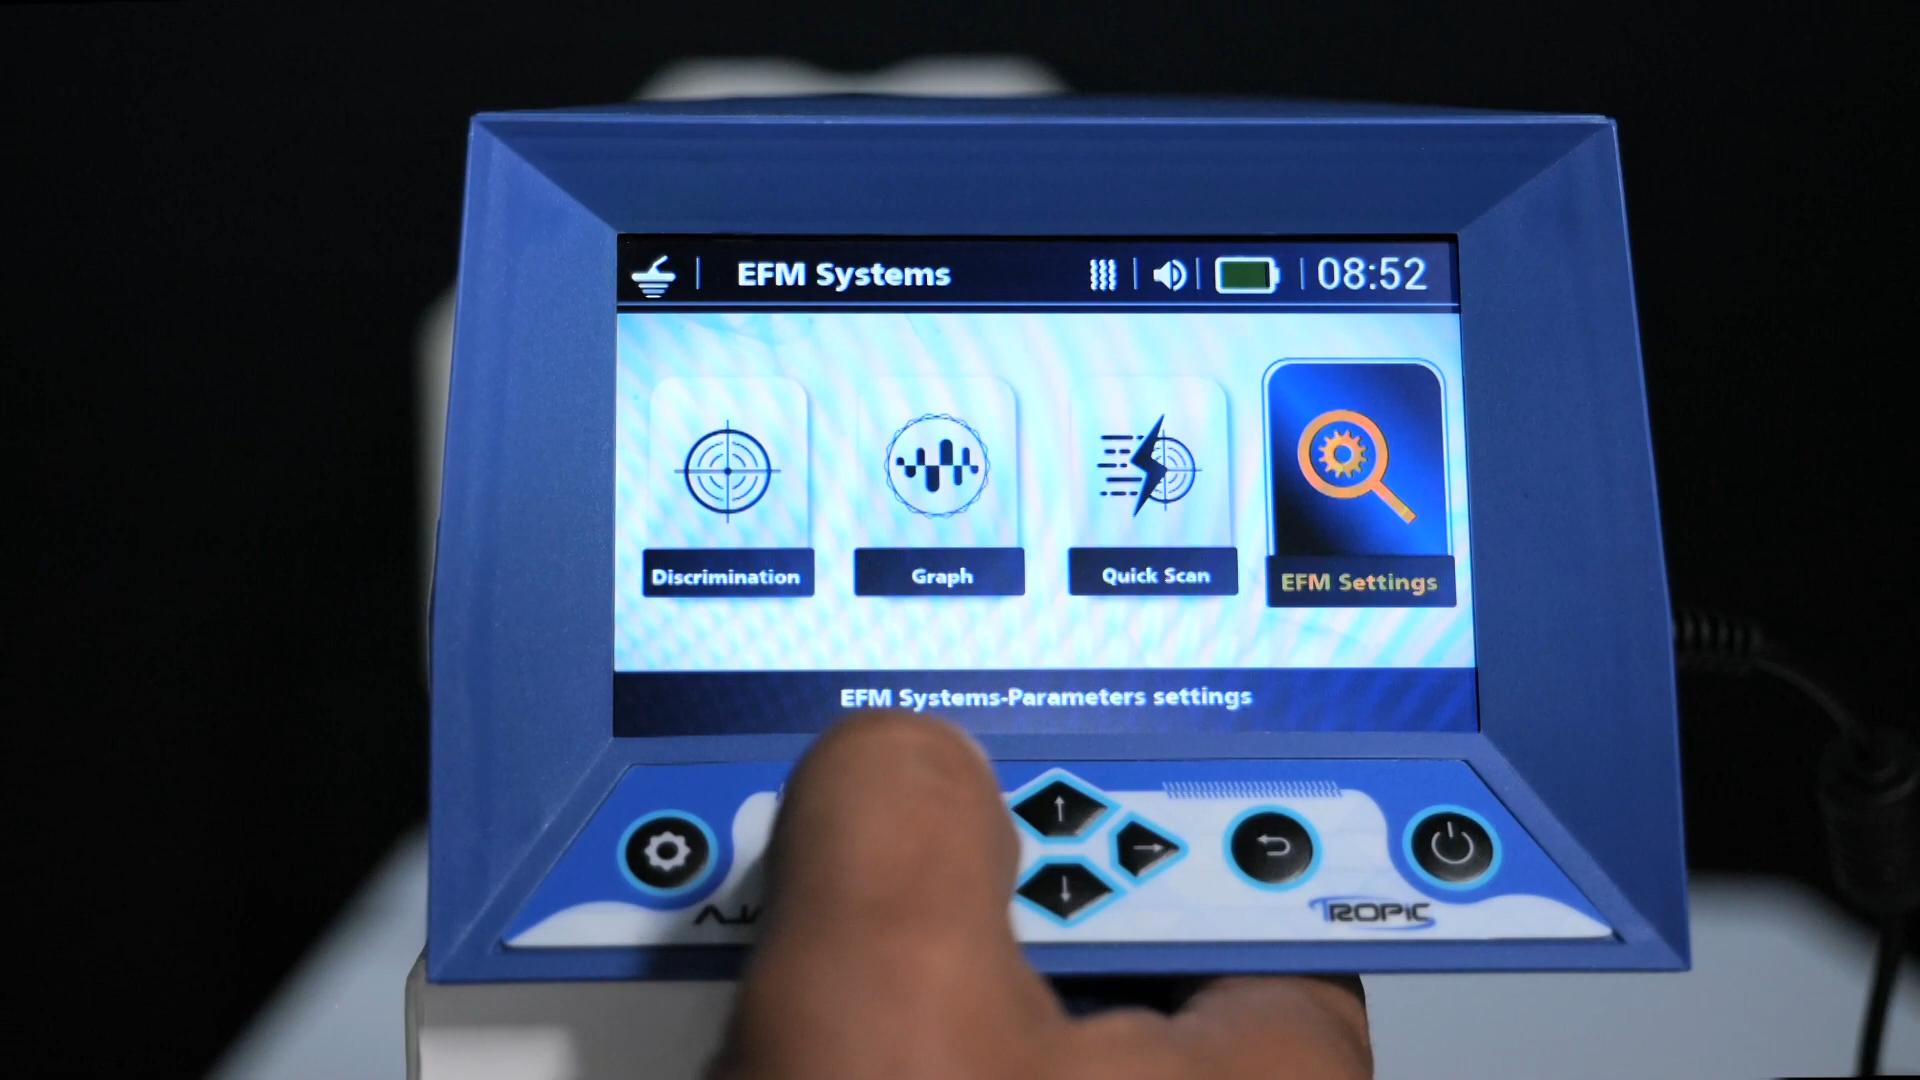 EFM Systems
08:52
Discrimination
Graph
Quick Scan
EFM Settings
EFM Systems-Parameters settings
TROPIC